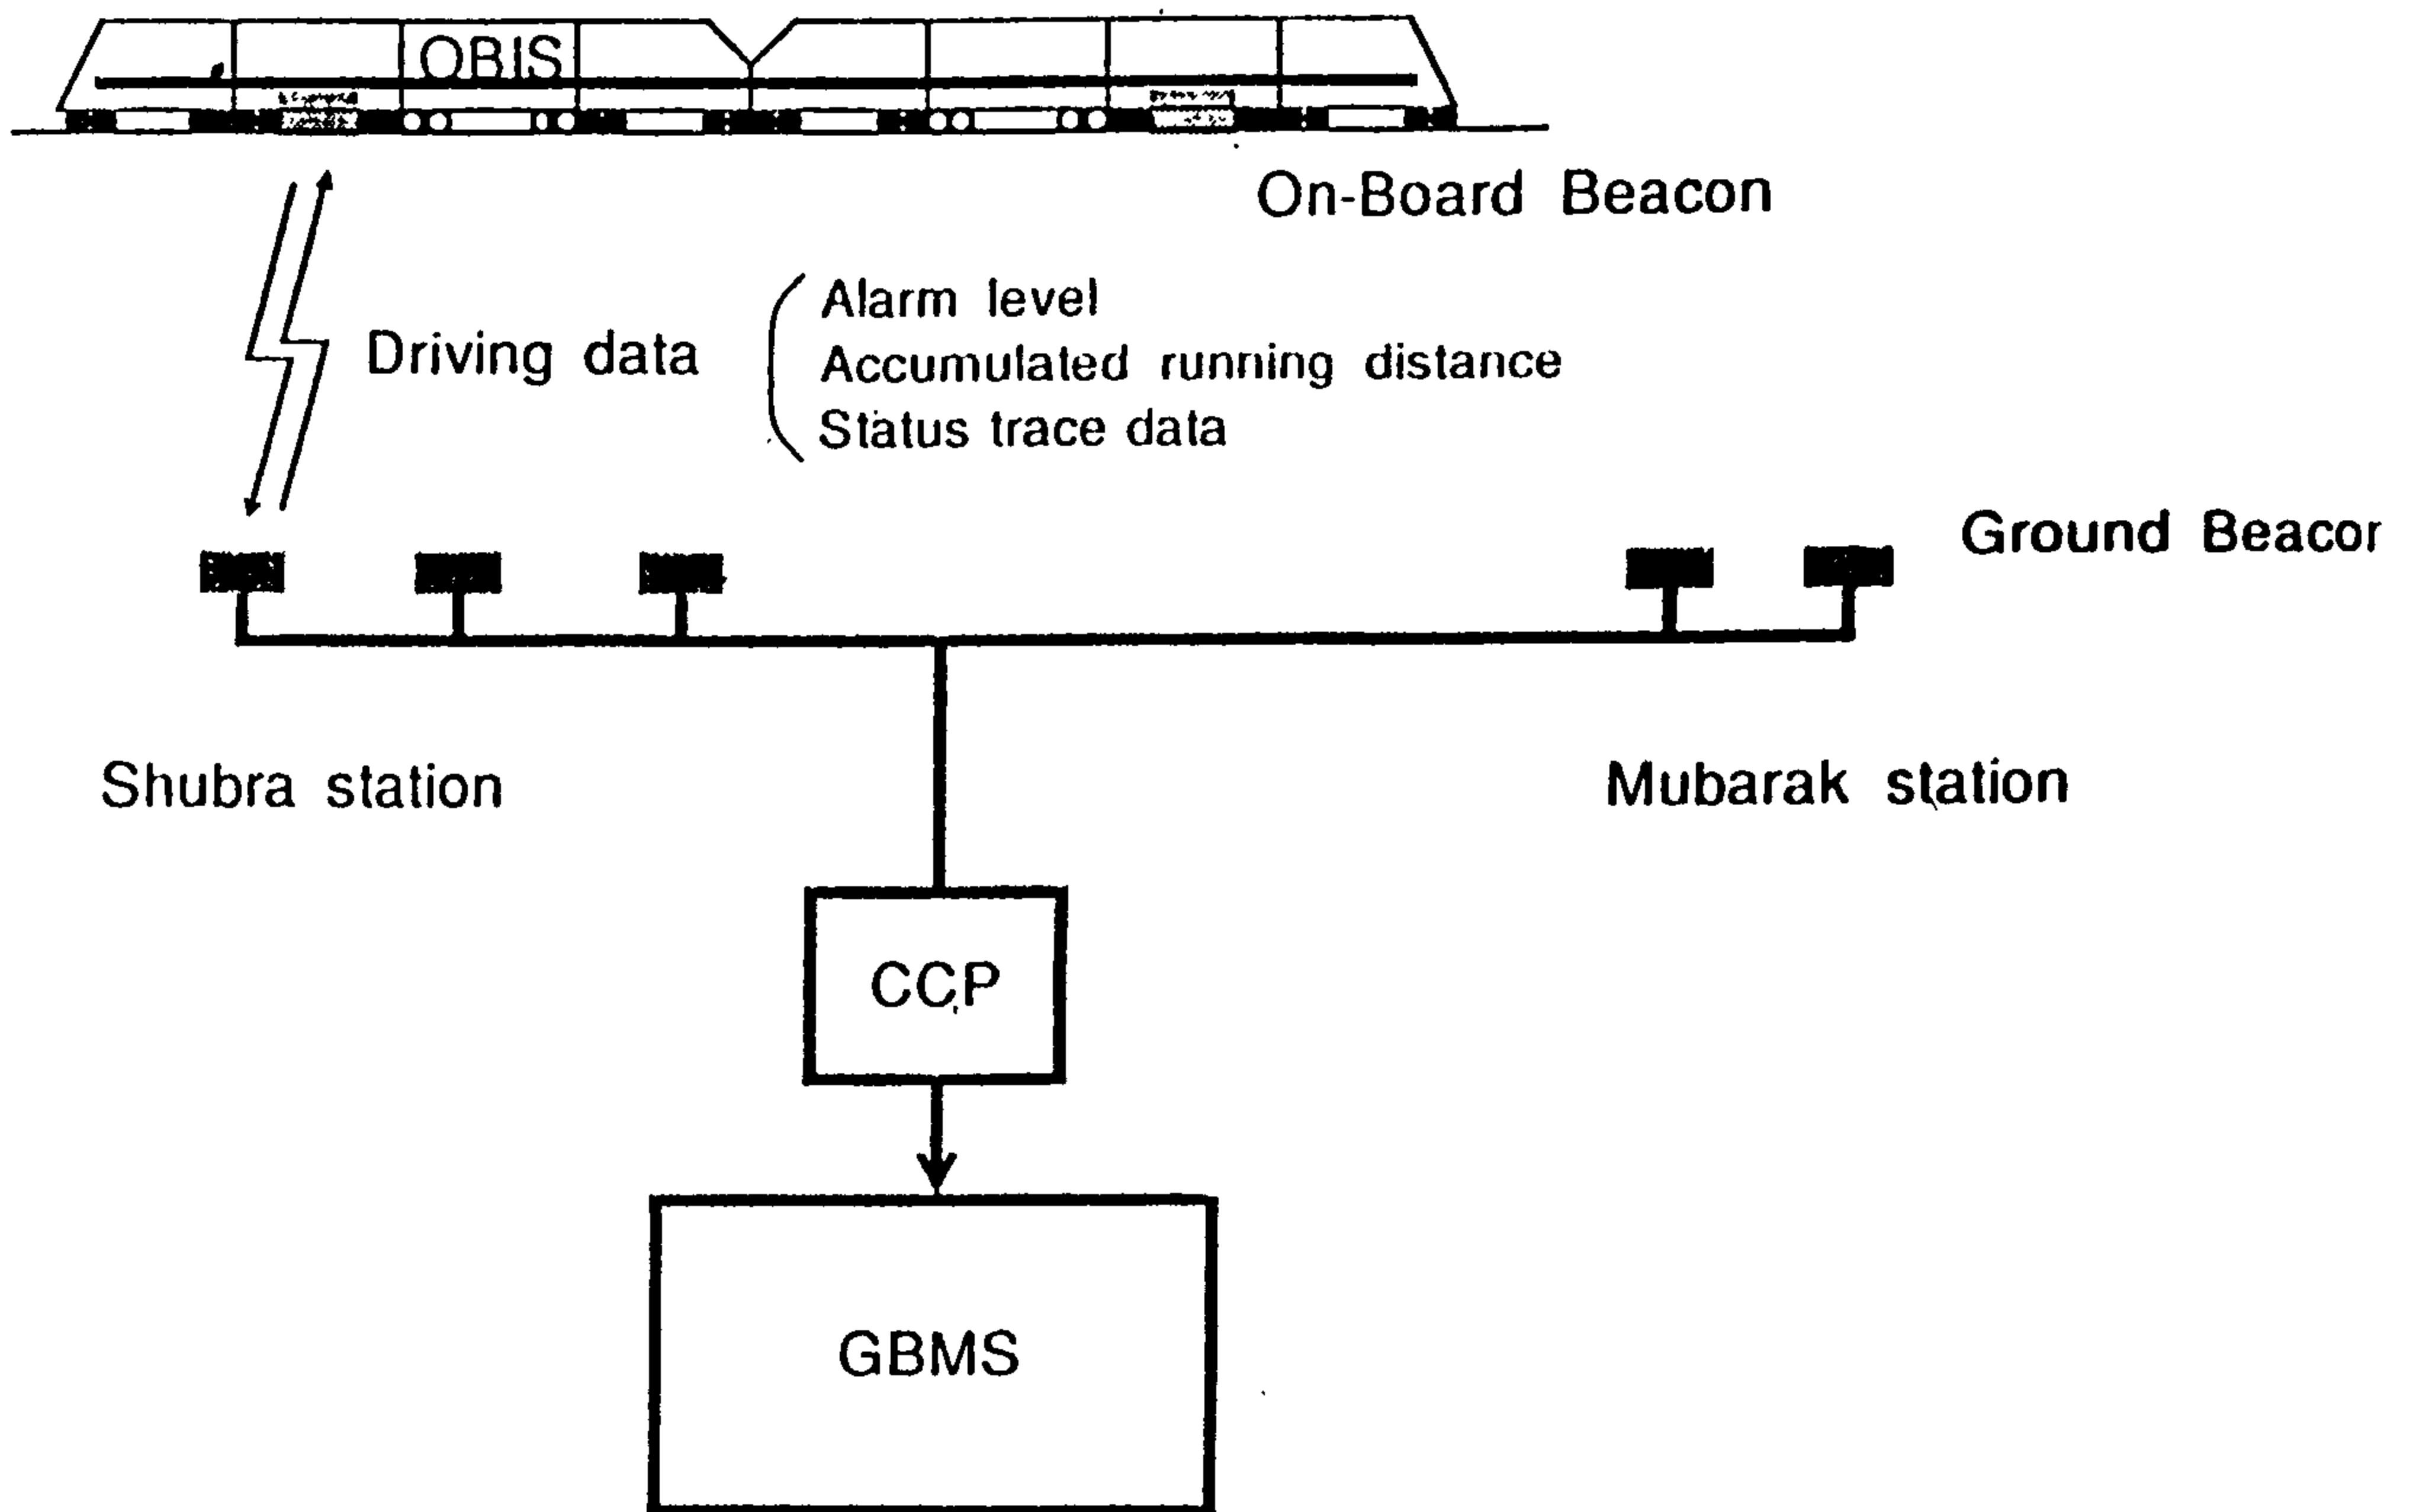 OBIS
On-Board Beacon
Driving data
Alarm level
Accumulated running distance
Status trace data
Ground Beacor
Shubra station
Mubarak station
CCP
GBMS